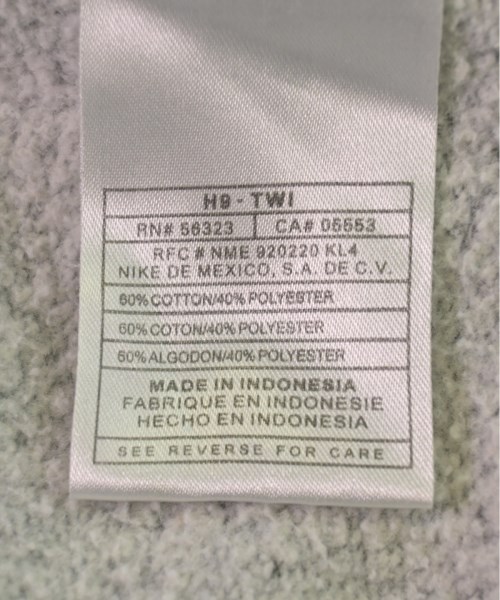 H9 - TWI
RN# 56323 CA# 05553
RFC # NME 920220 KL4
NIKE DE MEXICO, S.A. DE C.V.
60% COTTON/40% POLYESTER
60% COTON/40% POLYESTER
60% ALGODON/40% POLYESTER
MADE IN INDONESIA
FABRIQUE EN INDONESIE
HECHO EN INDONESIA
SEE REVERSE FOR CARE